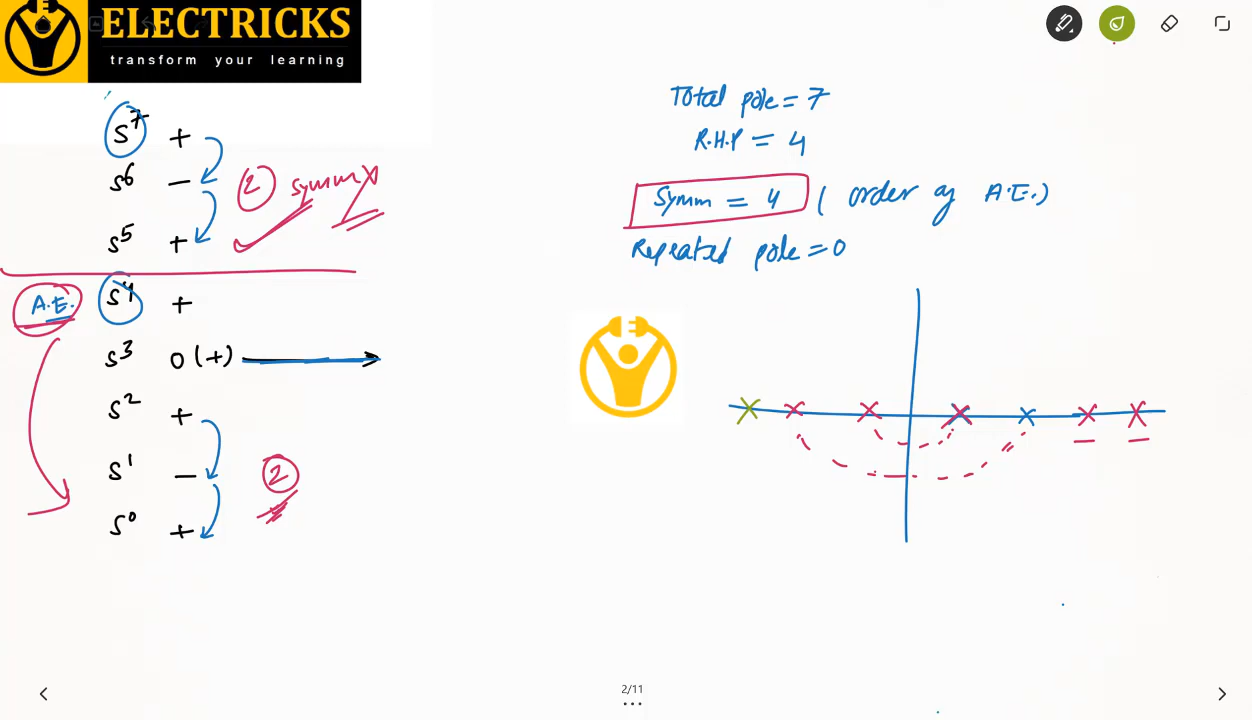 ELECTRICKS
transform your learning
s⁷ +
s⁶ −
② symm
s⁵ +
A.E. s⁴ +
s³ 0(+)
s² +
s¹ −
②
s⁰ +
Total pole = 7
R.H.P = 4
Symm = 4 ( order of A.E.)
Repeated pole = 0
2/11